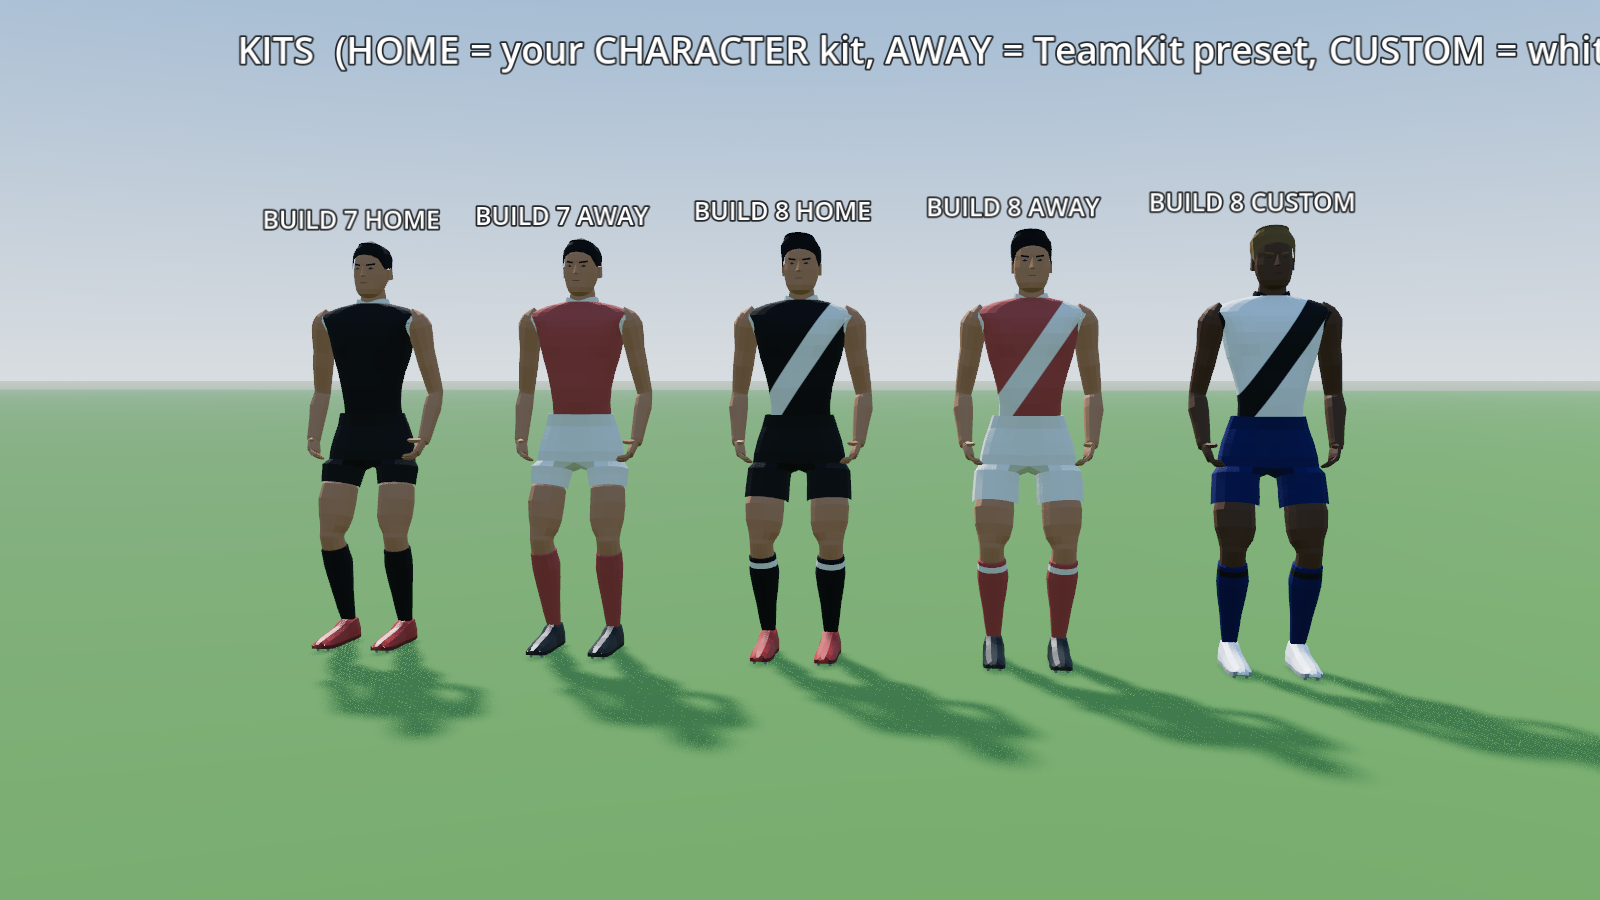 KITS (HOME = your CHARACTER kit, AWAY = TeamKit preset, CUSTOM = whit
BUILD 7 HOME
BUILD 7 AWAY
BUILD 8 HOME
BUILD 8 AWAY
BUILD 8 CUSTOM